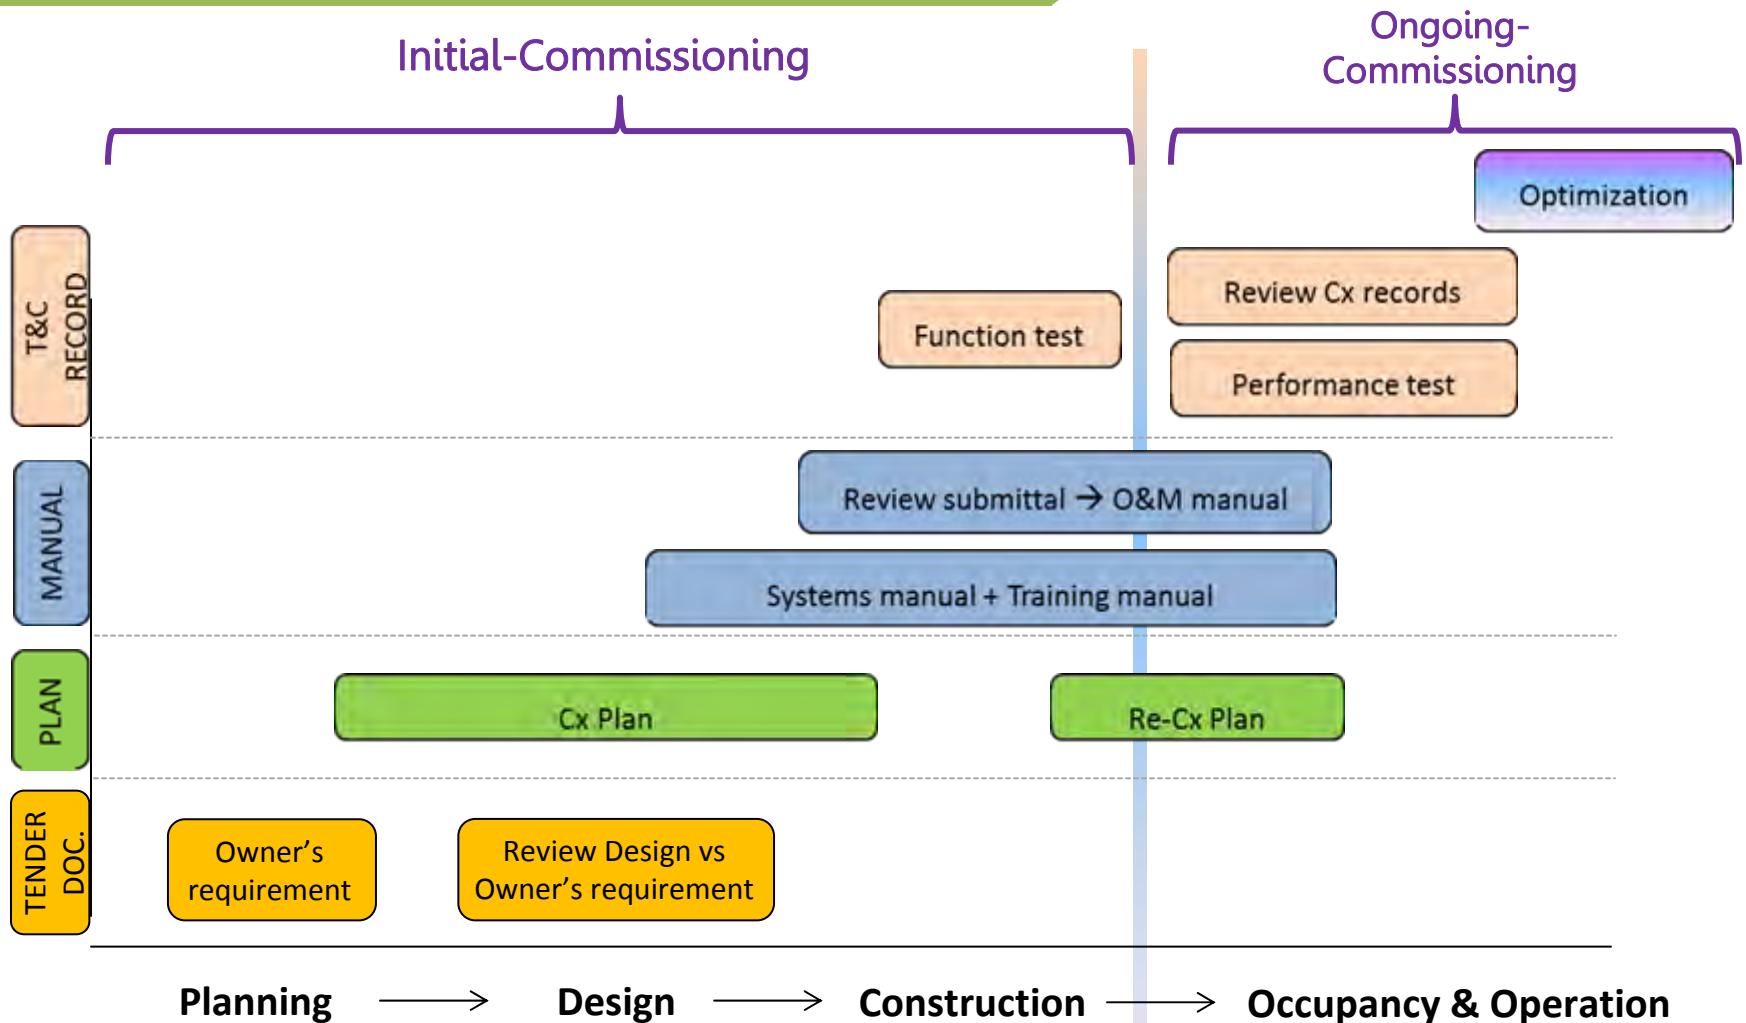 Initial-Commissioning
Ongoing-
Commissioning
Optimization
T&C
RECORD
Review Cx records
Function test
Performance test
MANUAL
Review submittal → O&M manual
Systems manual + Training manual
PLAN
Cx Plan
Re-Cx Plan
TENDER
DOC.
Owner’s
requirement
Review Design vs
Owner’s requirement
Planning
Design
Construction
Occupancy & Operation